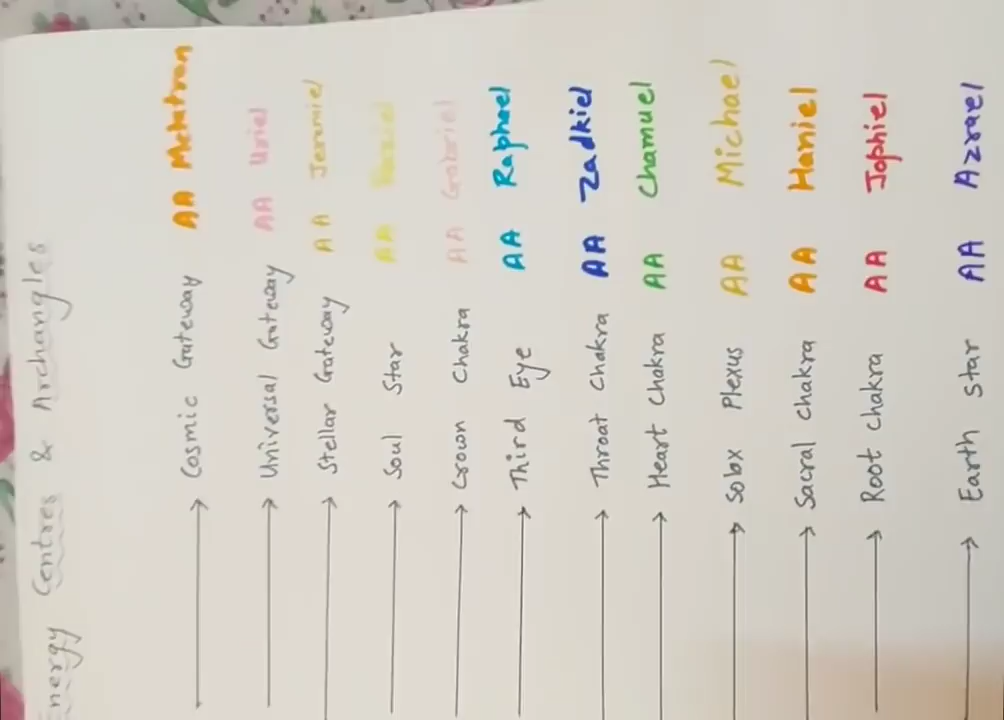 Energy Centres & Archangles
Cosmic Gateway AA Metatron
Universal Gateway AA Uriel
Stellar Gateway AA Jeremiel
Soul Star AA
Crown Chakra AA Gabriel
Third Eye AA Raphael
Throat Chakra AA Zadkiel
Heart Chakra AA Chamuel
Solar Plexus AA Michael
Sacral Chakra AA Haniel
Root Chakra AA Jophiel
Earth star AA Azrael